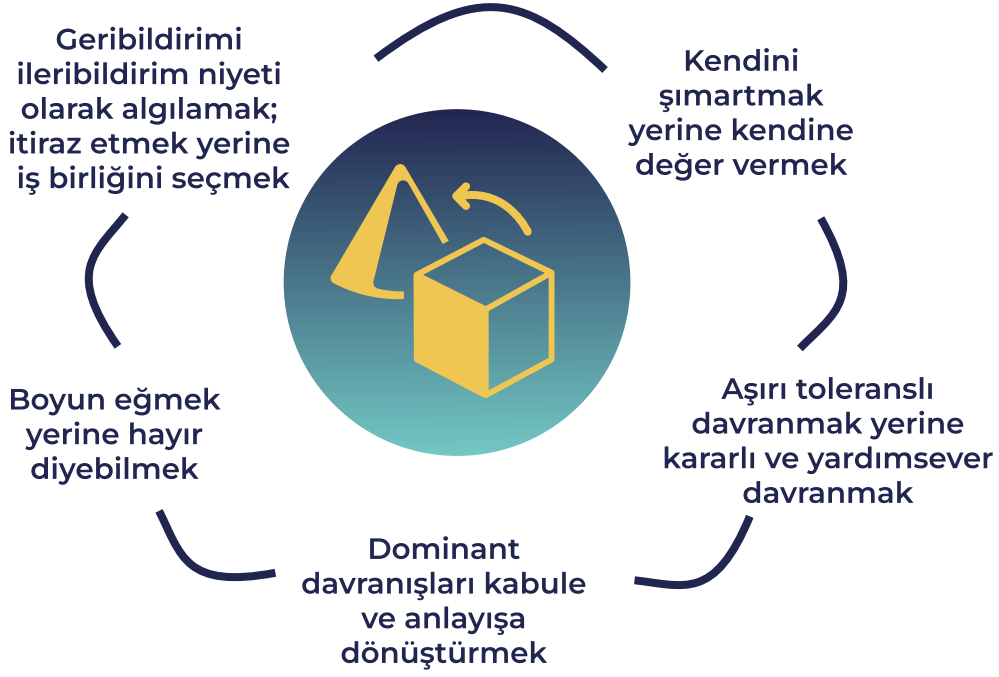 Geribildirimi
ileribildirim niyeti
olarak algılamak;
itiraz etmek yerine
iş birliğini seçmek
Kendini
şımartmak
yerine kendine
değer vermek
Aşırı toleranslı
davranmak yerine
kararlı ve yardımsever
davranmak
Dominant
davranışları kabule
ve anlayışa
dönüştürmek
Boyun eğmek
yerine hayır
diyebilmek